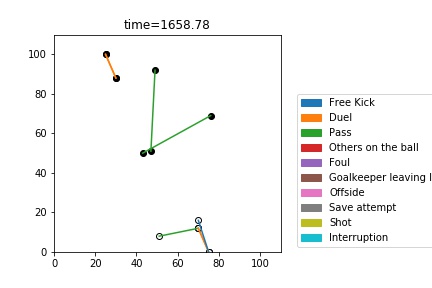 time=1658.78
100
80
60
40
20
0
0 20 40 60 80 100
Free Kick
Duel
Pass
Others on the ball
Foul
Goalkeeper leaving l
Offside
Save attempt
Shot
Interruption